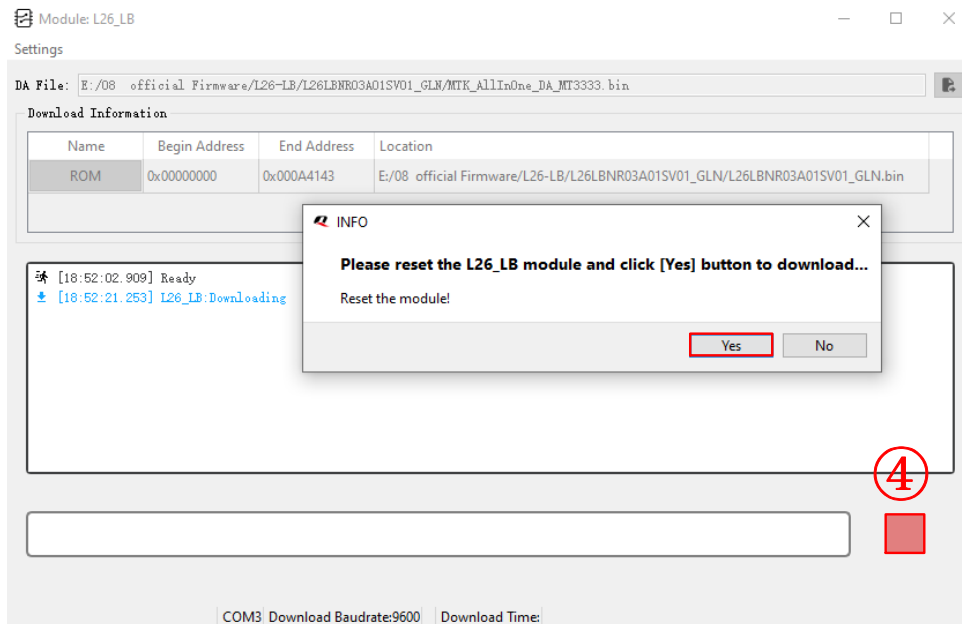 Module: L26_LB
Settings
DA File: E:/08 official Firmware/L26-LB/L26LBNR03A01SV01_GLN/MTK_AllInOne_DA_MT3333.bin
Download Information
Name Begin Address End Address Location
ROM 0x00000000 0x000A4143 E:/08 official Firmware/L26-LB/L26LBNR03A01SV01_GLN/L26LBNR03A01SV01_GLN.bin
INFO
Please reset the L26_LB module and click [Yes] button to download...
Reset the module!
Yes No
[18:52:02.909] Ready
[18:52:21.253] L26_LB:Downloading
④
COM3 Download Baudrate:9600 Download Time: